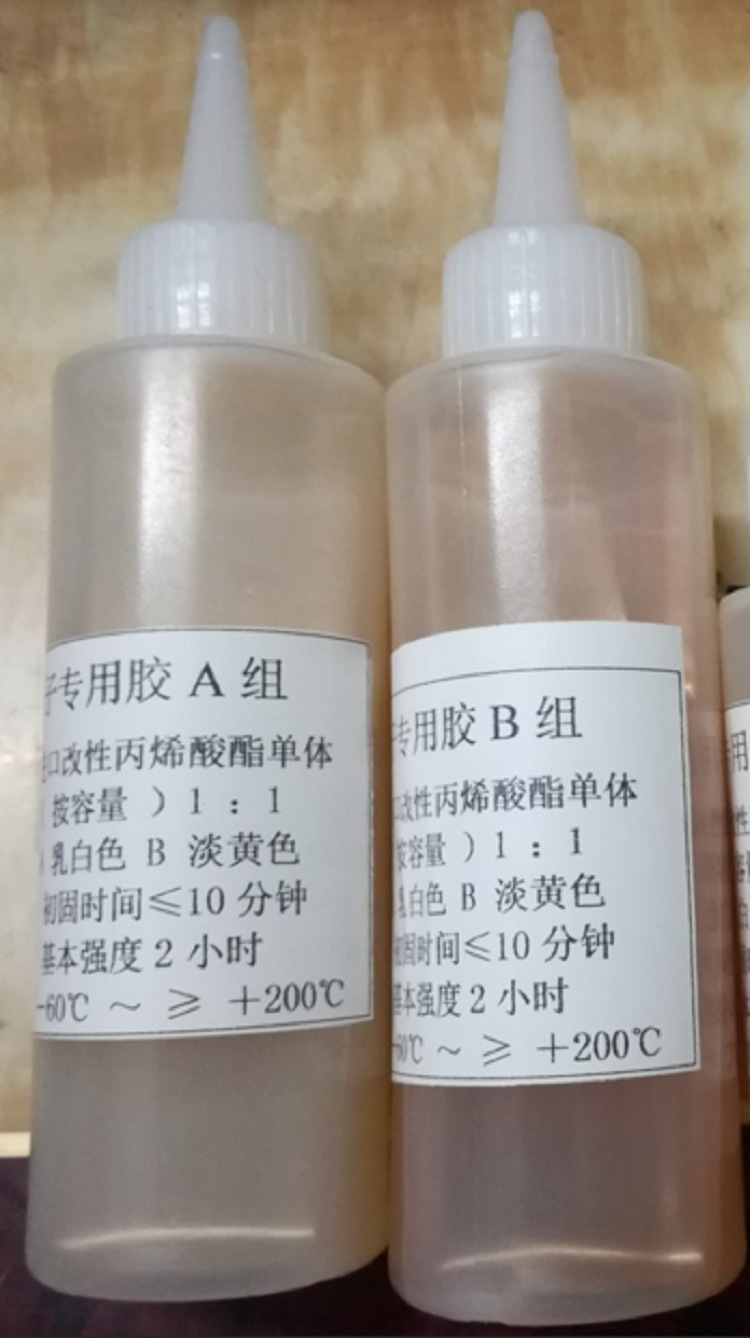 专用胶 A 组
口改性丙烯酸酯单体
按容量 ) 1 : 1
乳白色 B 淡黄色
初固时间≤10 分钟
基本强度 2 小时
-60℃ ~ ≥ +200℃
专用胶 B 组
改性丙烯酸酯单体
按容量 ) 1 : 1
乳白色 B 淡黄色
初固时间≤10 分钟
基本强度 2 小时
-60℃ ~ ≥ +200℃
用
性